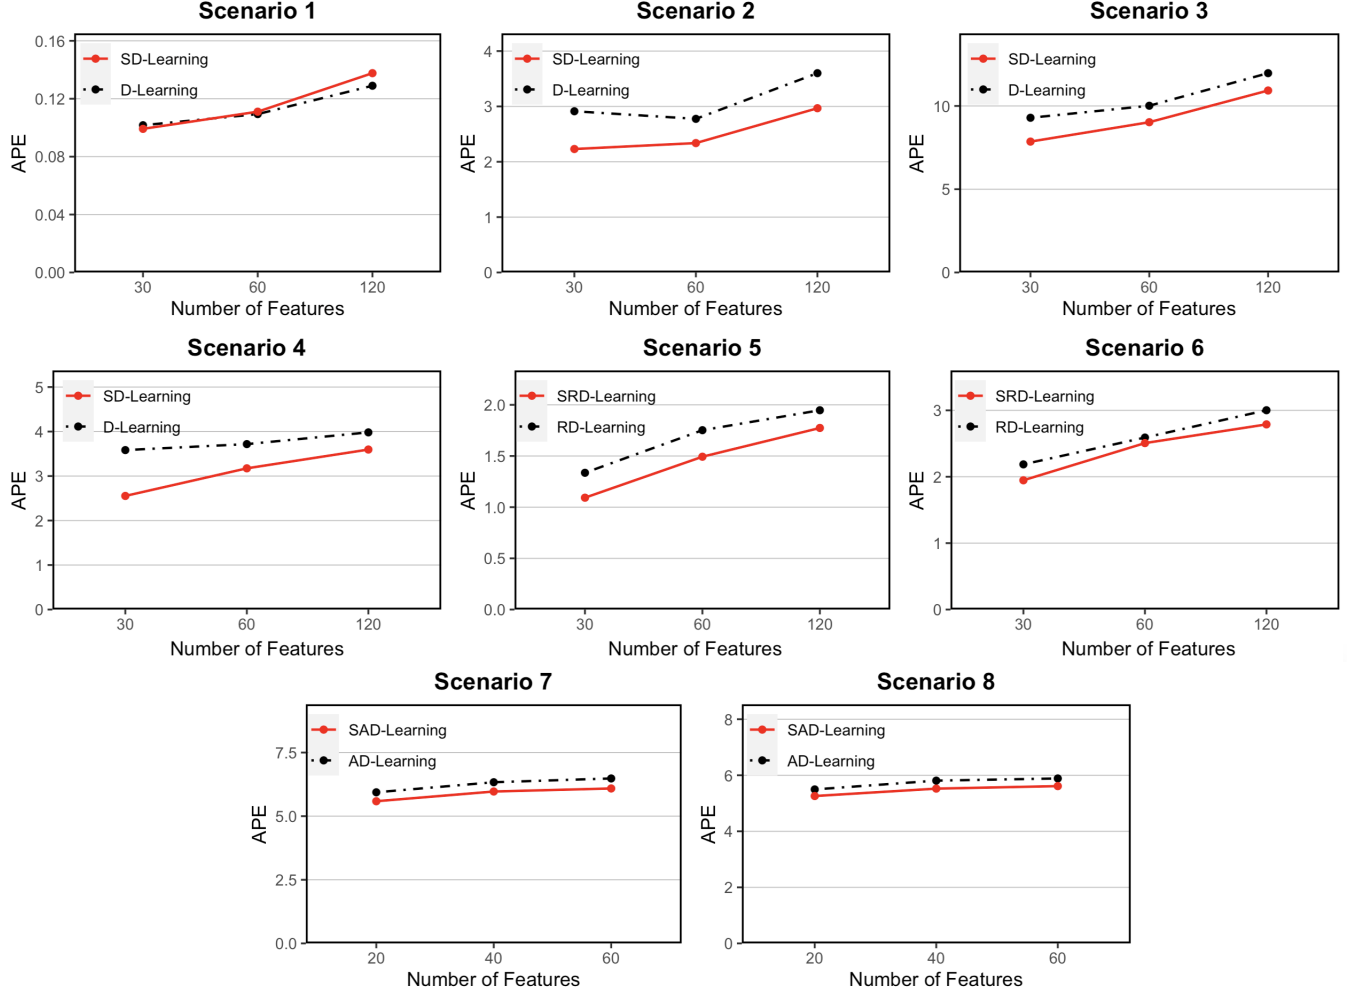 Scenario 1
0.16
0.12
0.08
0.04
0.00
APE
SD-Learning
D-Learning
30 60 120
Number of Features
Scenario 2
4
3
2
1
0
APE
SD-Learning
D-Learning
30 60 120
Number of Features
Scenario 3
10
5
0
APE
SD-Learning
D-Learning
30 60 120
Number of Features
Scenario 4
5
4
3
2
1
0
APE
SD-Learning
D-Learning
30 60 120
Number of Features
Scenario 5
2.0
1.5
1.0
0.5
0.0
APE
SRD-Learning
RD-Learning
30 60 120
Number of Features
Scenario 6
3
2
1
0
APE
SRD-Learning
RD-Learning
30 60 120
Number of Features
Scenario 7
7.5
5.0
2.5
0.0
APE
SAD-Learning
AD-Learning
20 40 60
Number of Features
Scenario 8
8
6
4
2
0
APE
SAD-Learning
AD-Learning
20 40 60
Number of Features